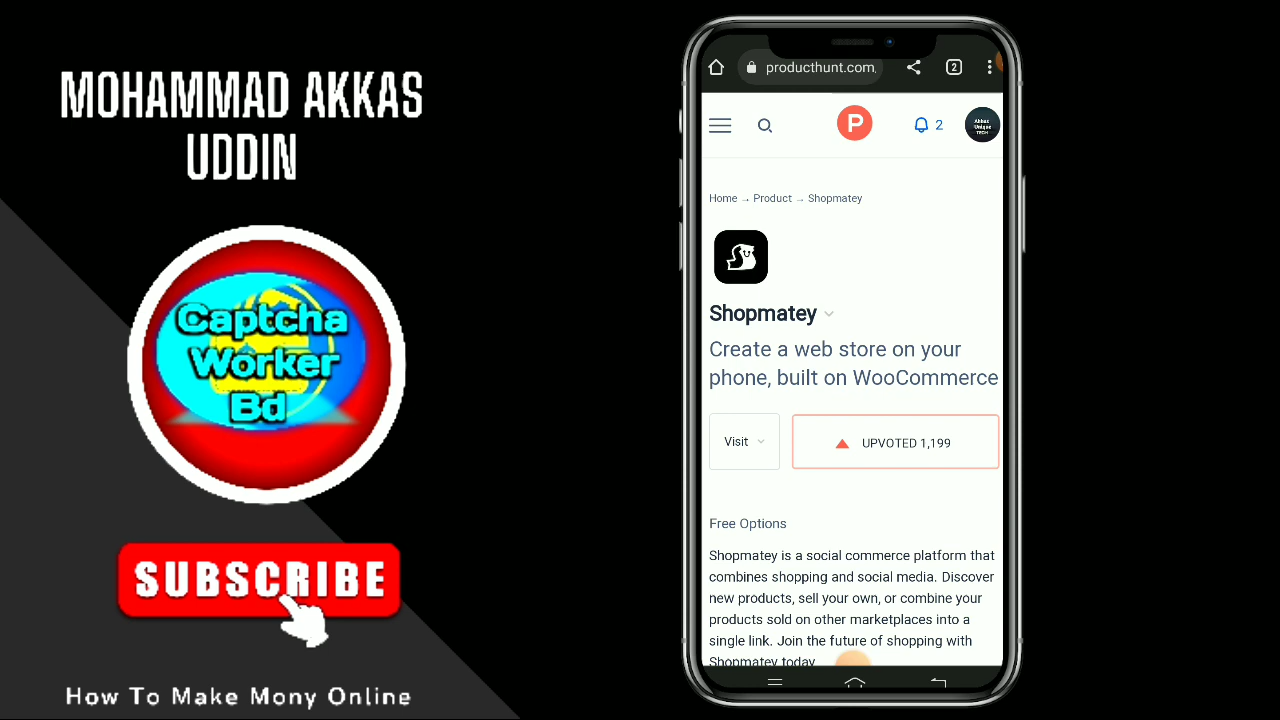 MOHAMMAD AKKAS
UDDIN
Captcha
Worker
Bd
SUBSCRIBE
How To Make Mony Online
producthunt.com,
2
P
2
Akkas
Unique
TECH
Home → Product → Shopmatey
Shopmatey
Create a web store on your
phone, built on WooCommerce
Visit
UPVOTED 1,199
Free Options
Shopmatey is a social commerce platform that
combines shopping and social media. Discover
new products, sell your own, or combine your
products sold on other marketplaces into a
single link. Join the future of shopping with
Shopmatey today